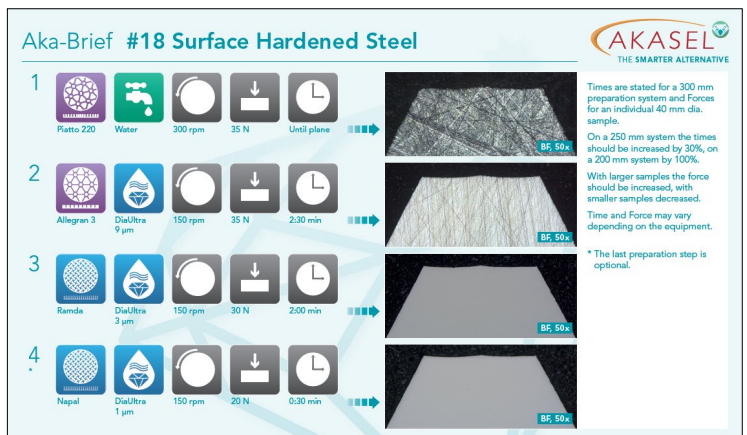 Aka-Brief #18 Surface Hardened Steel
AKASEL
THE SMARTER ALTERNATIVE
1
Piatto 220
Water
300 rpm
35 N
Until plane
BF, 50x
2
Allegran 3
DiaUltra
9 µm
150 rpm
35 N
2:30 min
BF, 50x
3
Ramda
DiaUltra
3 µm
150 rpm
30 N
2:00 min
BF, 50x
4
*
Napal
DiaUltra
1 µm
150 rpm
20 N
0:30 min
BF, 50x
Times are stated for a 300 mm
preparation system and Forces
for an individual 40 mm dia.
sample.
On a 250 mm system the times
should be increased by 30%, on
a 200 mm system by 100%.
With larger samples the force
should be increased, with
smaller samples decreased.
Time and Force may vary
depending on the equipment.
* The last preparation step is
optional.